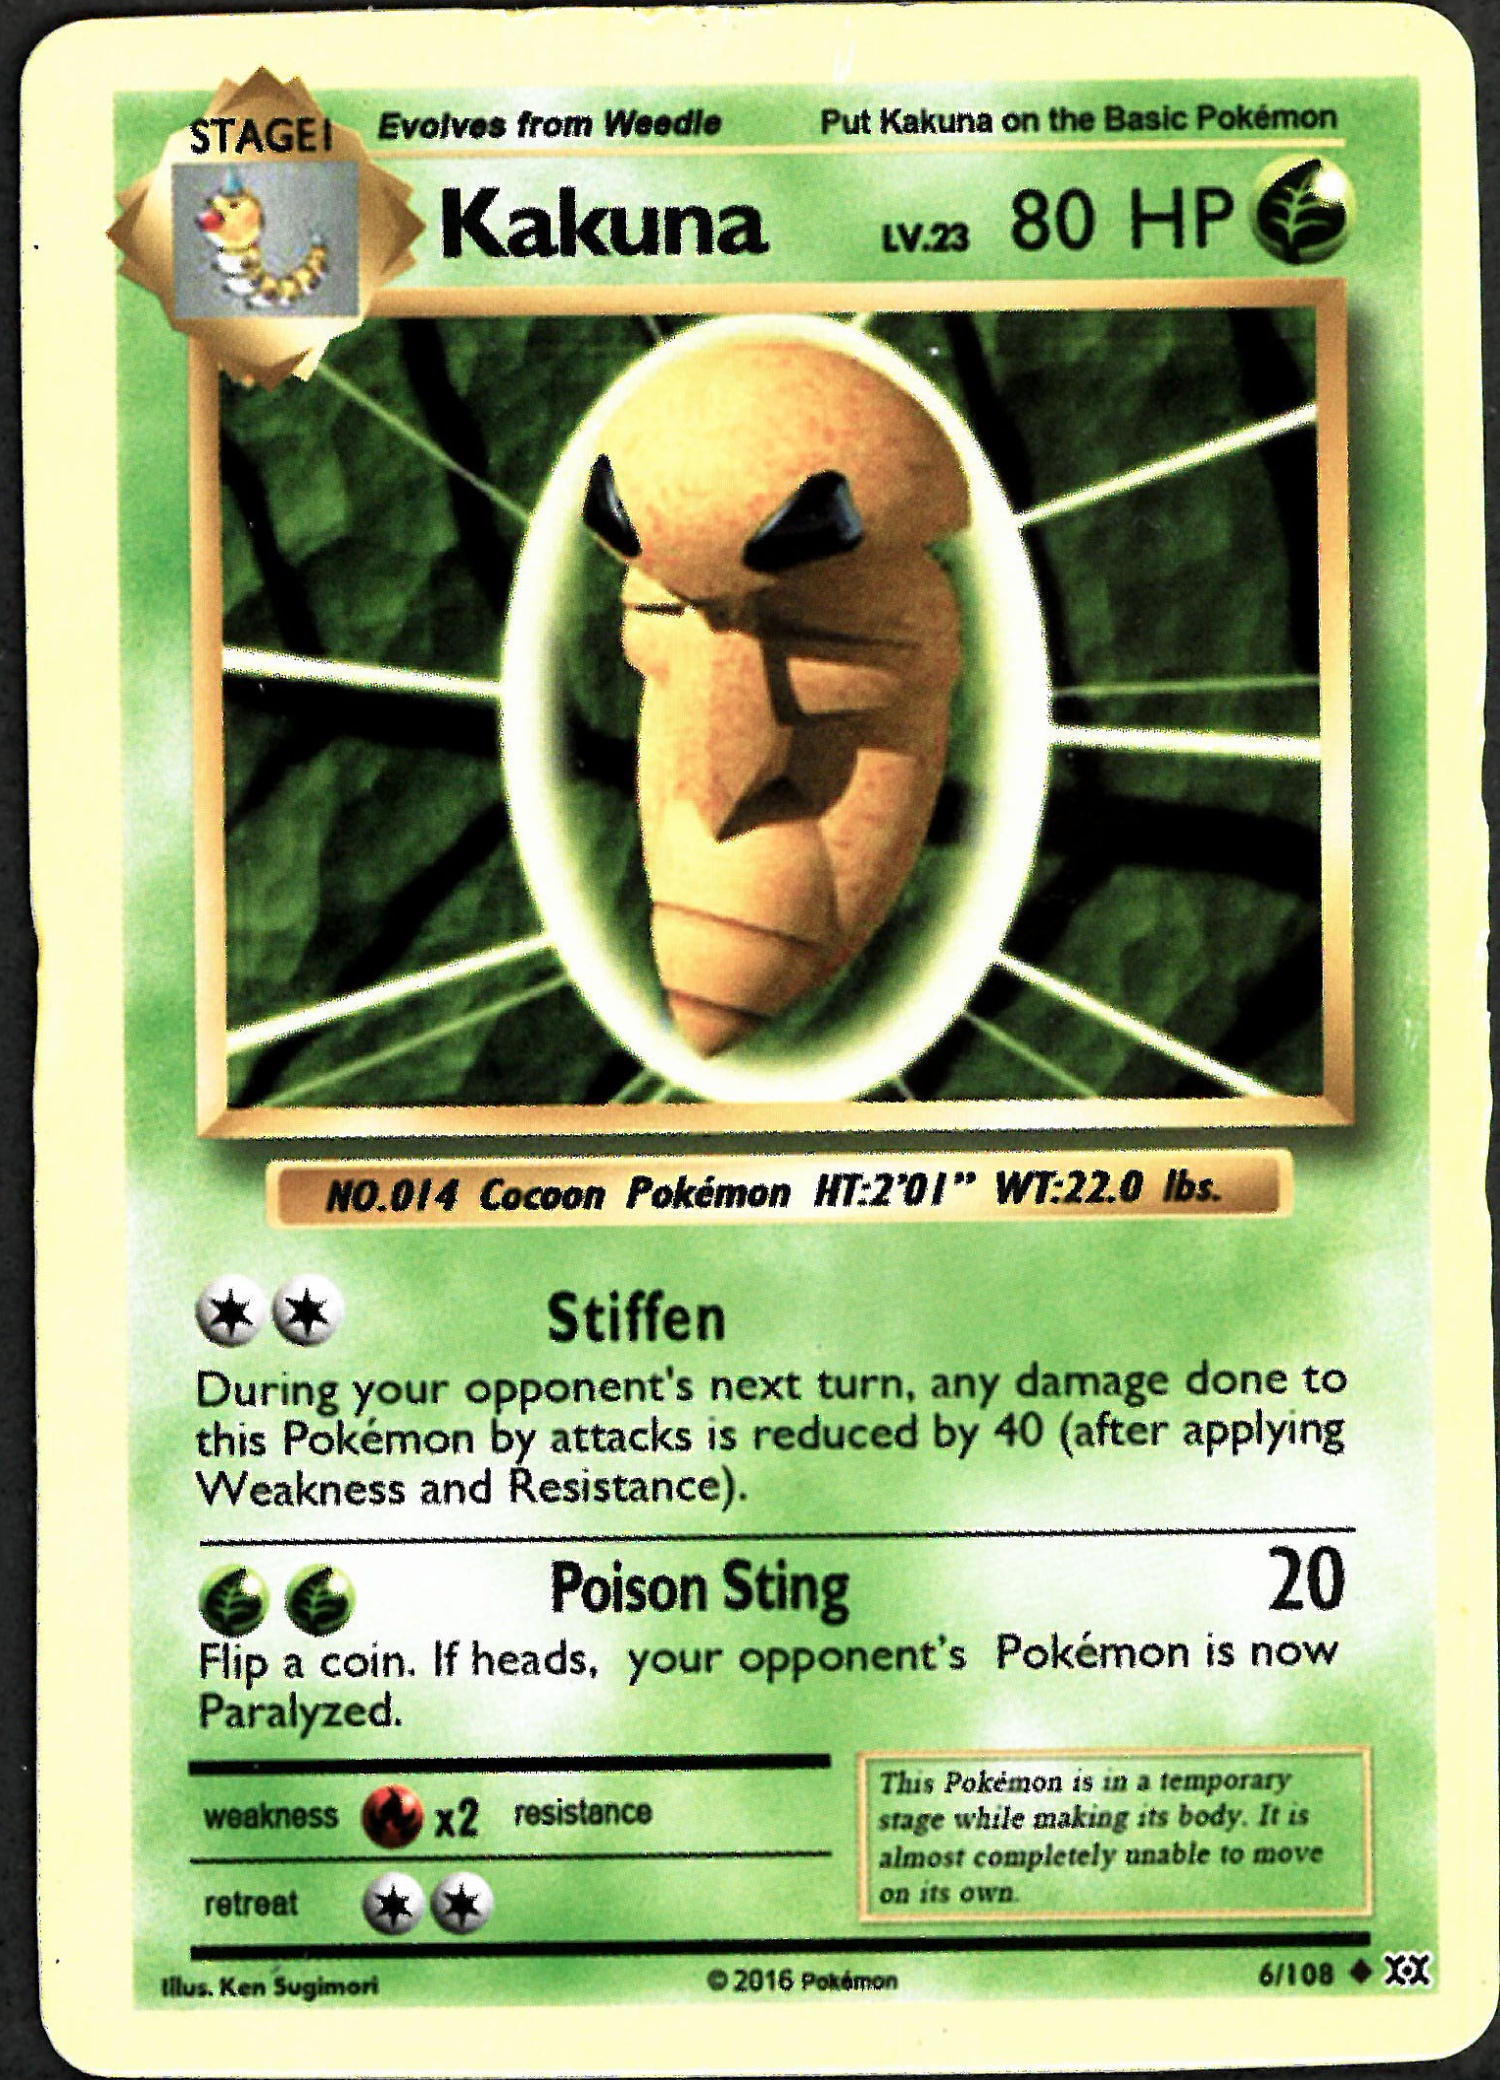 STAGE1 Evolves from Weedle Put Kakuna on the Basic Pokémon
Kakuna LV.23 80 HP
NO.014 Cocoon Pokémon HT:2'01" WT:22.0 lbs.
Stiffen
During your opponent's next turn, any damage done to
this Pokémon by attacks is reduced by 40 (after applying
Weakness and Resistance).
Poison Sting 20
Flip a coin. If heads, your opponent's Pokémon is now
Paralyzed.
weakness x2 resistance
retreat
This Pokémon is in a temporary
stage while making its body. It is
almost completely unable to move
on its own.
Illus. Ken Sugimori ©2016 Pokémon 6/108